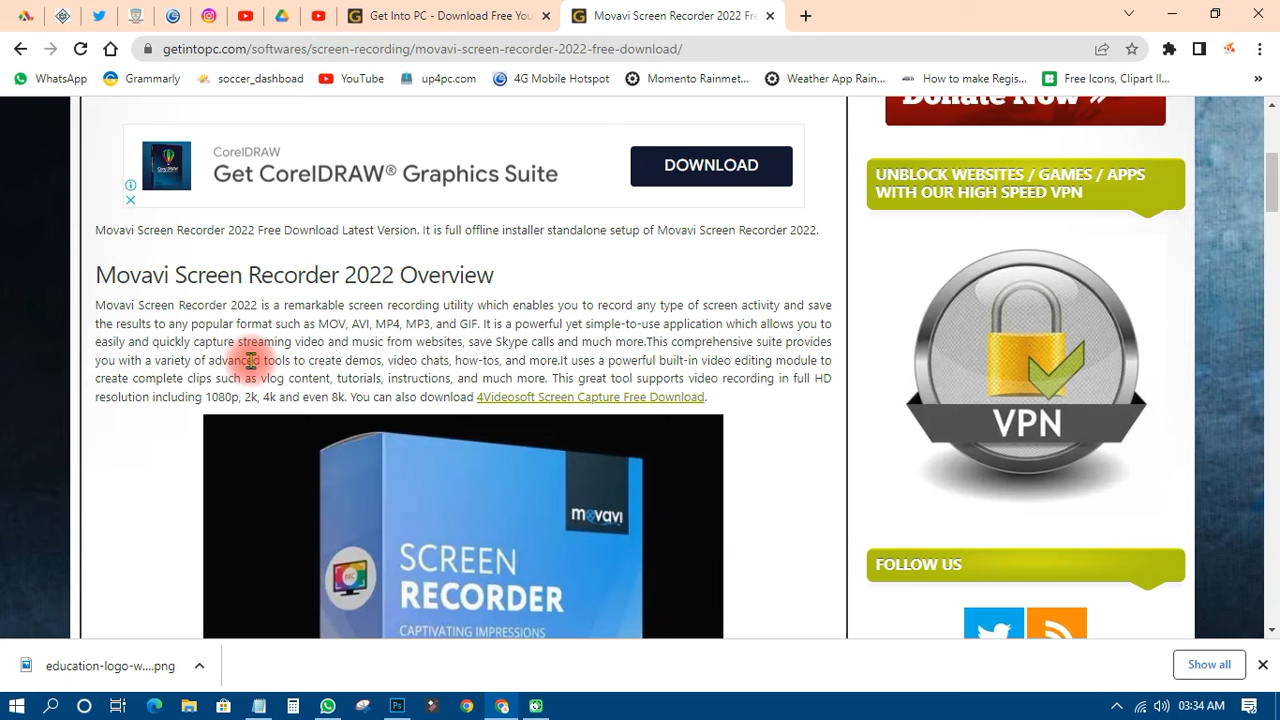 Get Into PC - Download Free You
Movavi Screen Recorder 2022 Fre
getintopc.com/softwares/screen-recording/movavi-screen-recorder-2022-free-download/
WhatsApp
Grammarly
soccer_dashboad
YouTube
up4pc.com
4G Mobile Hotspot
Momento Rainmet...
Weather App Rain...
How to make Regis...
Free Icons, Clipart Il...
»
Donate Now »
CorelDRAW
Get CorelDRAW® Graphics Suite
DOWNLOAD
UNBLOCK WEBSITES / GAMES / APPS
WITH OUR HIGH SPEED VPN
Movavi Screen Recorder 2022 Free Download Latest Version. It is full offline installer standalone setup of Movavi Screen Recorder 2022.
Movavi Screen Recorder 2022 Overview
Movavi Screen Recorder 2022 is a remarkable screen recording utility which enables you to record any type of screen activity and save
the results to any popular format such as MOV, AVI, MP4, MP3, and GIF. It is a powerful yet simple-to-use application which allows you to
easily and quickly capture streaming video and music from websites, save Skype calls and much more.This comprehensive suite provides
you with a variety of advanced tools to create demos, video chats, how-tos, and more.It uses a powerful built-in video editing module to
create complete clips such as vlog content, tutorials, instructions, and much more. This great tool supports video recording in full HD
resolution including 1080p, 2k, 4k and even 8k. You can also download 4Videosoft Screen Capture Free Download.
VPN
movavi
SCREEN
RECORDER
CAPTIVATING IMPRESSIONS
REC
FOLLOW US
education-logo-w....png
Show all
Ps
03:34 AM